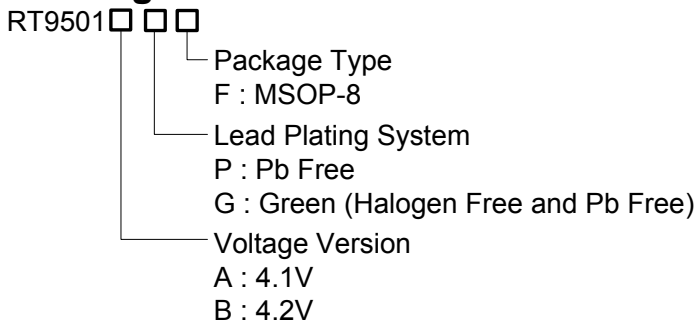 RT9501□ □ □
Package Type
F : MSOP-8
Lead Plating System
P : Pb Free
G : Green (Halogen Free and Pb Free)
Voltage Version
A : 4.1V
B : 4.2V